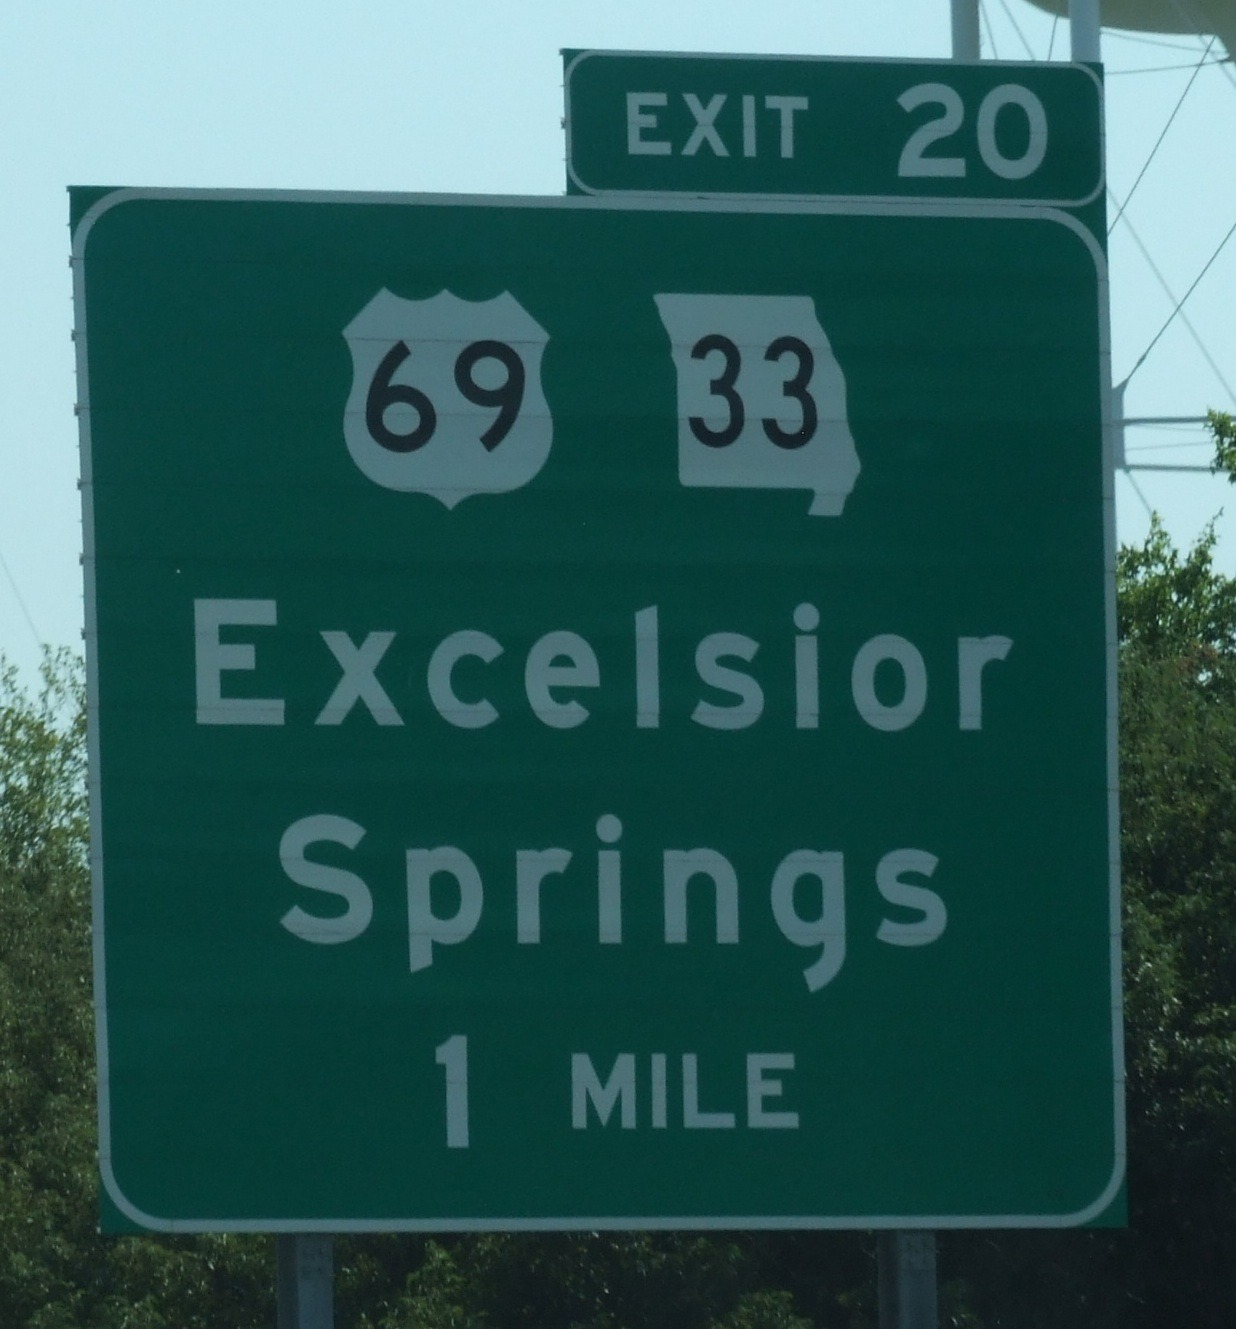 EXIT 20
69 33
Excelsior
Springs
1 MILE